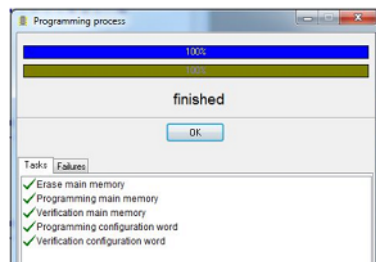 Programming process
100%
100%
finished
OK
Tasks Failures
Erase main memory
Programming main memory
Verification main memory
Programming configuration word
Verification configuration word